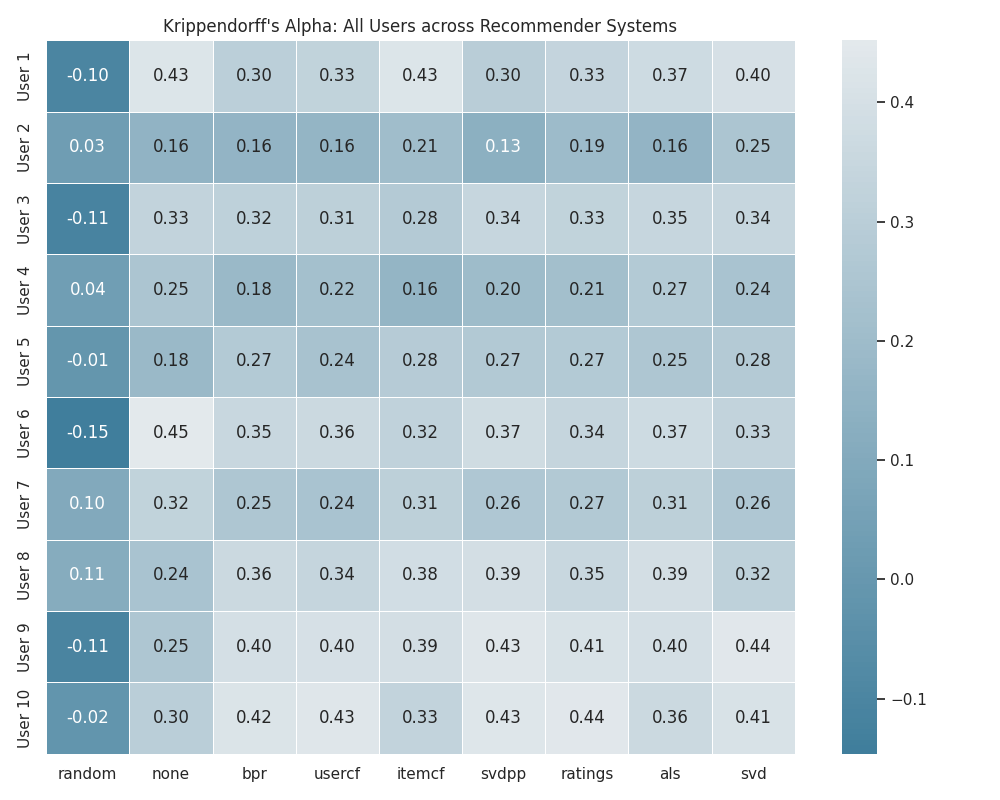 Krippendorff's Alpha: All Users across Recommender Systems
User 1 -0.10 0.43 0.30 0.33 0.43 0.30 0.33 0.37 0.40
User 2 0.03 0.16 0.16 0.16 0.21 0.13 0.19 0.16 0.25
User 3 -0.11 0.33 0.32 0.31 0.28 0.34 0.33 0.35 0.34
User 4 0.04 0.25 0.18 0.22 0.16 0.20 0.21 0.27 0.24
User 5 -0.01 0.18 0.27 0.24 0.28 0.27 0.27 0.25 0.28
User 6 -0.15 0.45 0.35 0.36 0.32 0.37 0.34 0.37 0.33
User 7 0.10 0.32 0.25 0.24 0.31 0.26 0.27 0.31 0.26
User 8 0.11 0.24 0.36 0.34 0.38 0.39 0.35 0.39 0.32
User 9 -0.11 0.25 0.40 0.40 0.39 0.43 0.41 0.40 0.44
User 10 -0.02 0.30 0.42 0.43 0.33 0.43 0.44 0.36 0.41
random none bpr usercf itemcf svdpp ratings als svd
0.4
0.3
0.2
0.1
0.0
−0.1